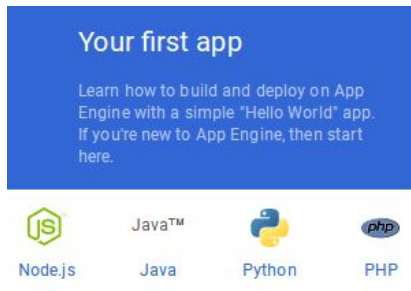 Your first app
Learn how to build and deploy on App
Engine with a simple "Hello World" app.
If you're new to App Engine, then start
here.
JS Java™ php
Node.js Java Python PHP